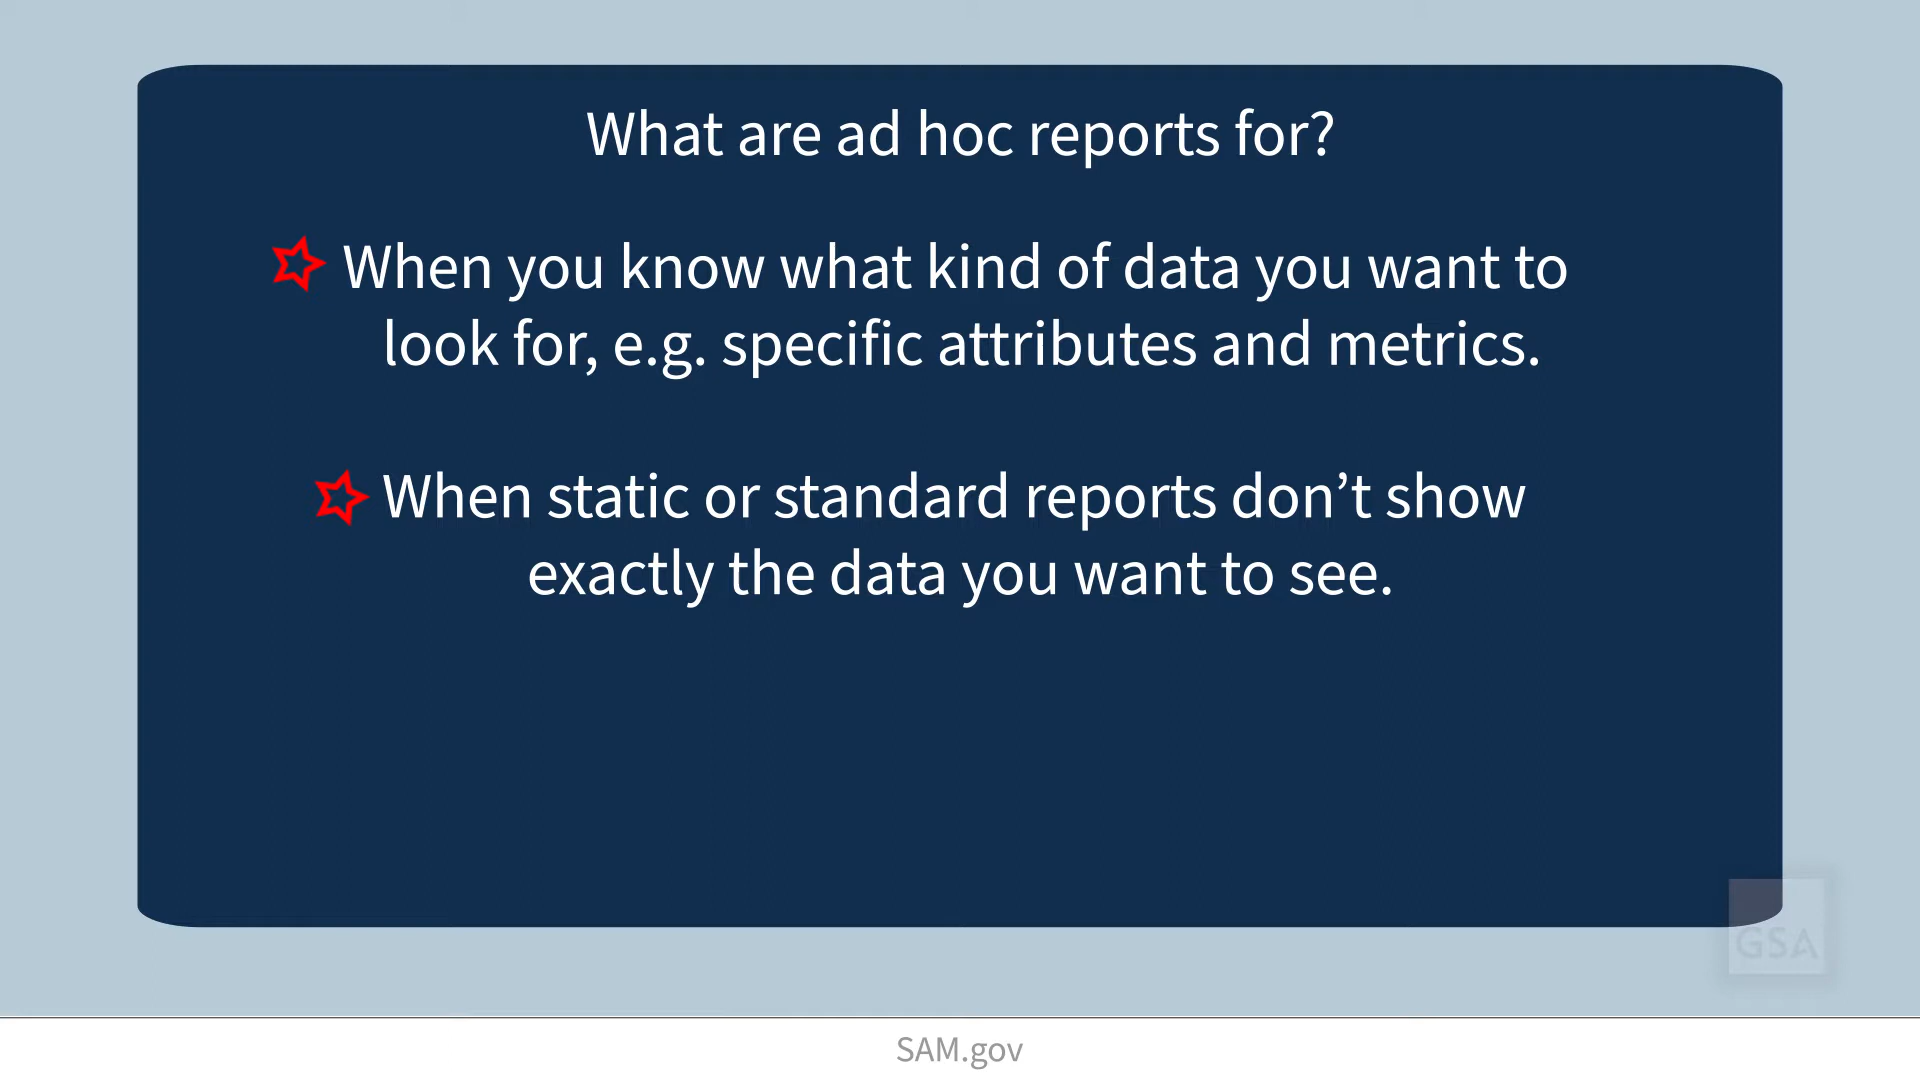 What are ad hoc reports for?
When you know what kind of data you want to
look for, e.g. specific attributes and metrics.
When static or standard reports don’t show
exactly the data you want to see.
GSA
SAM.gov